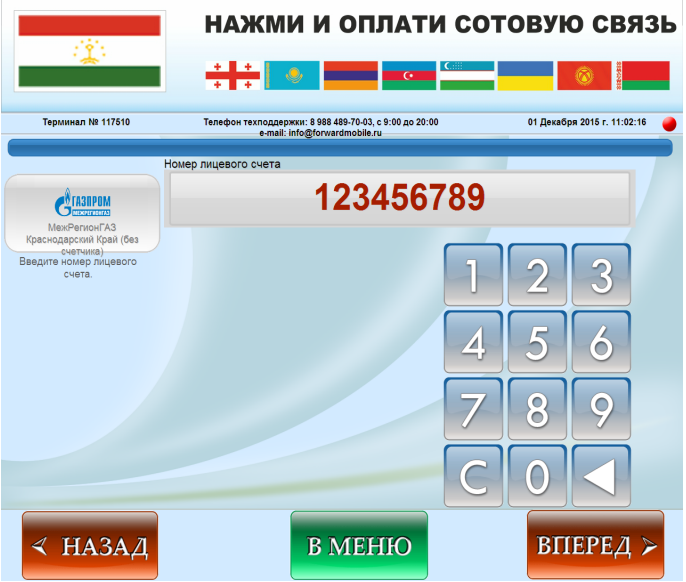 НАЖМИ И ОПЛАТИ СОТОВУЮ СВЯЗЬ
Терминал № 117510
Телефон техподдержки: 8 988 489-70-03, с 9:00 до 20:00
e-mail: info@forwardmobile.ru
01 Декабря 2015 г. 11:02:16
Номер лицевого счета
123456789
ГАЗПРОМ
МЕЖРЕГИОНГАЗ
МежРегионГАЗ
Краснодарский Край (без
счетчика)
Введите номер лицевого
счета.
1 2 3
4 5 6
7 8 9
С 0
НАЗАД
В МЕНЮ
ВПЕРЕД